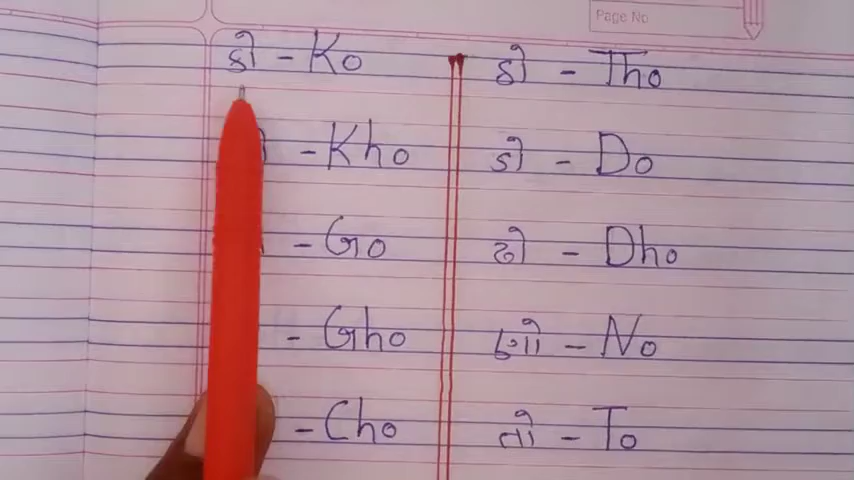 Page No
કો - Ko
- Kho
- Go
- Gho
- Cho
ઠો - Tho
ડો - Do
ઢો - Dho
ણો - No
તો - To